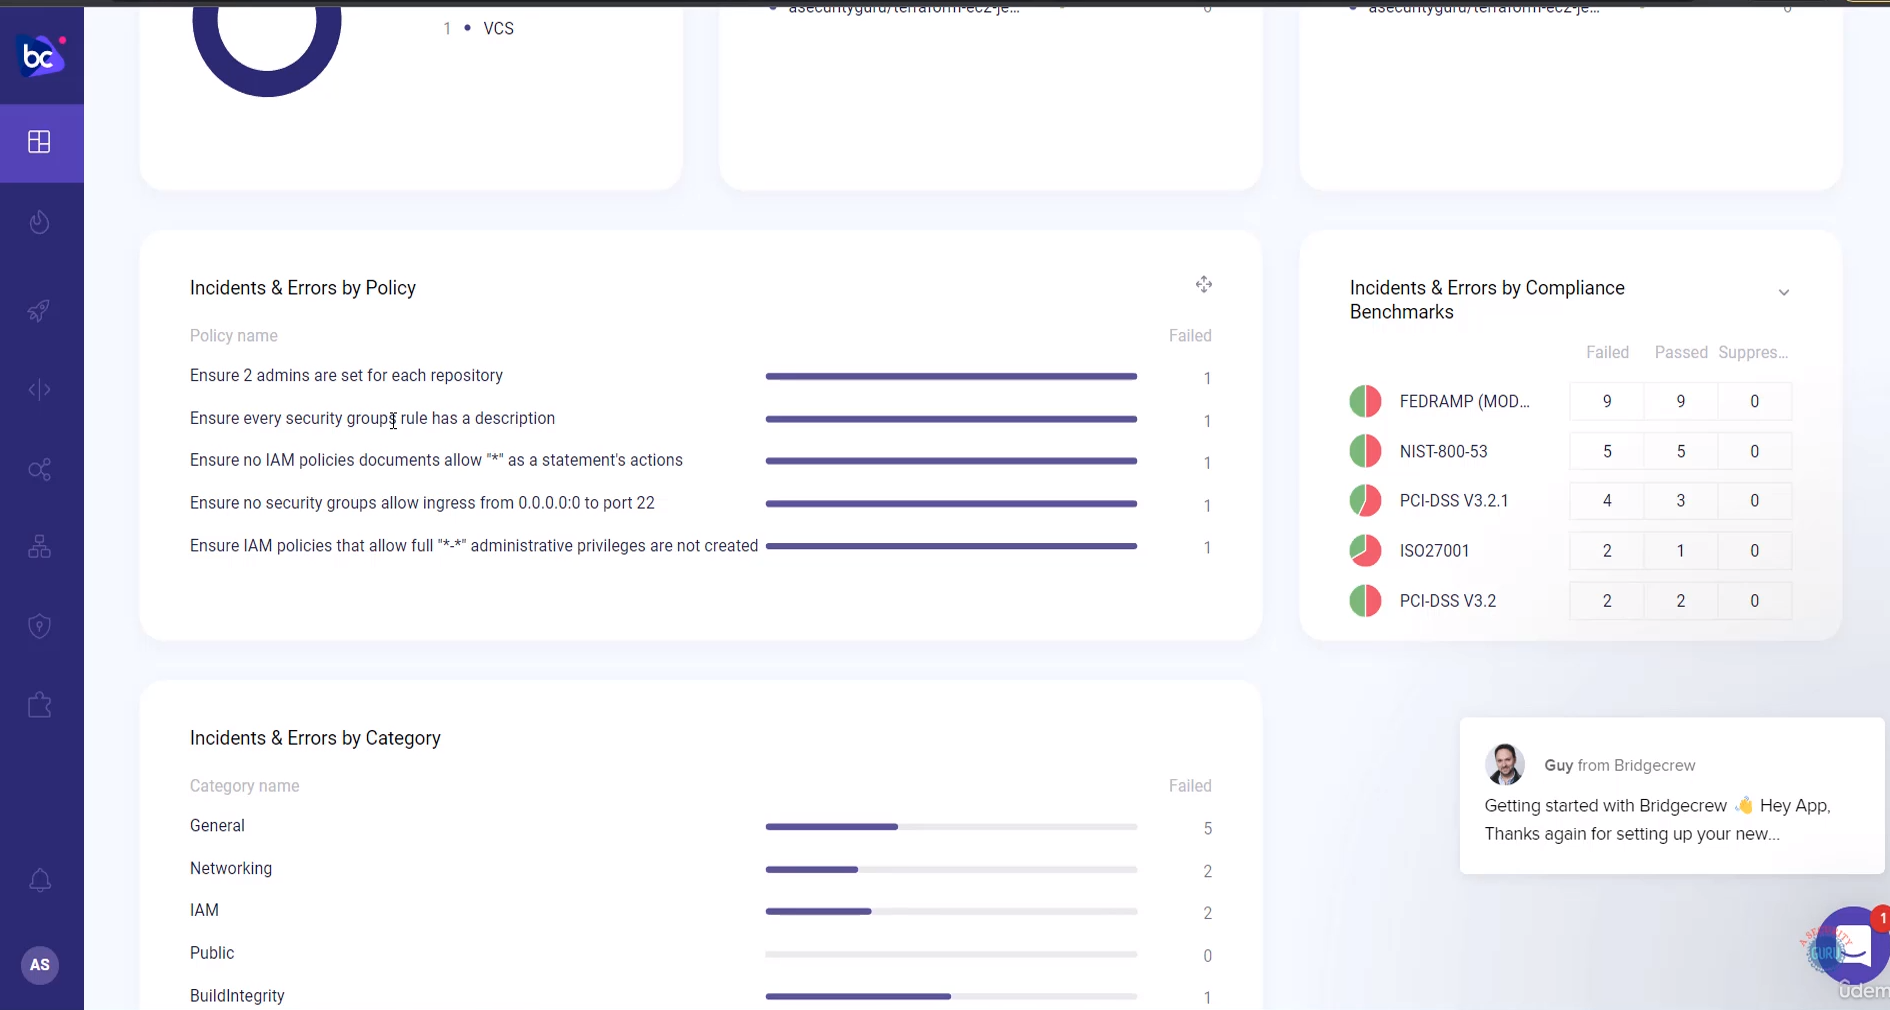 bc
1 • VCS
asecurityguru/terraform-ec2-je... 0
asecurityguru/terraform-ec2-je... 0
Incidents & Errors by Policy
Policy name Failed
Ensure 2 admins are set for each repository 1
Ensure every security groups rule has a description 1
Ensure no IAM policies documents allow "*" as a statement's actions 1
Ensure no security groups allow ingress from 0.0.0.0:0 to port 22 1
Ensure IAM policies that allow full "*-*" administrative privileges are not created 1
Incidents & Errors by Compliance
Benchmarks
Failed Passed Suppres...
FEDRAMP (MOD... 9 9 0
NIST-800-53 5 5 0
PCI-DSS V3.2.1 4 3 0
ISO27001 2 1 0
PCI-DSS V3.2 2 2 0
Incidents & Errors by Category
Category name Failed
General 5
Networking 2
IAM 2
Public 0
BuildIntegrity 1
Guy from Bridgecrew
Getting started with Bridgecrew 👋 Hey App,
Thanks again for setting up your new...
1
A SECURITY
GURU
ûdem
AS